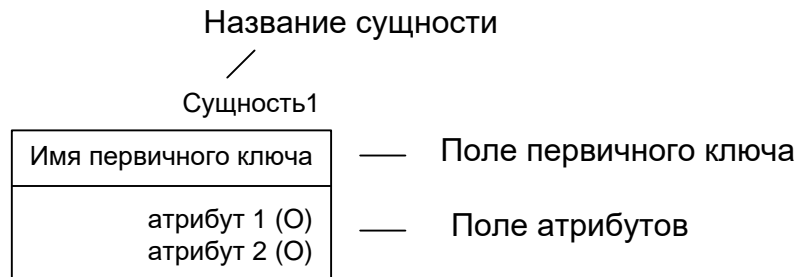 Название сущности
Сущность1
Имя первичного ключа
Поле первичного ключа
атрибут 1 (О)
атрибут 2 (О)
Поле атрибутов